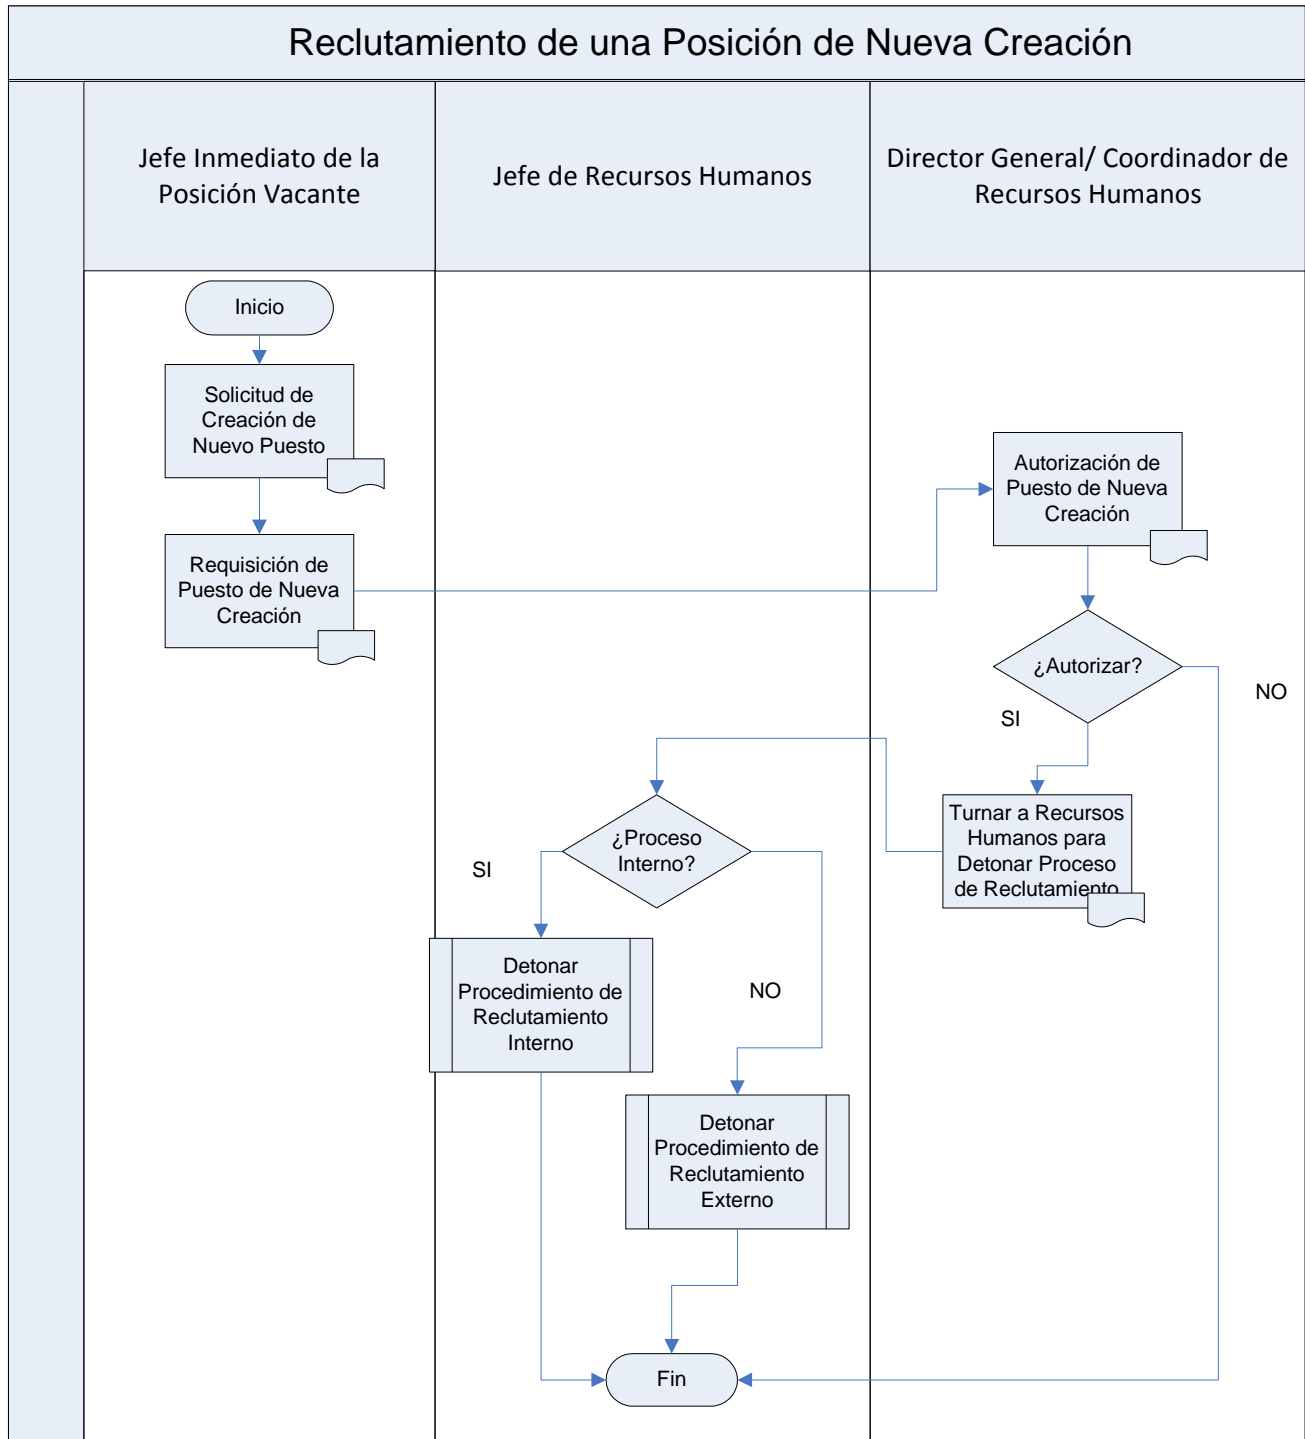 Reclutamiento de una Posición de Nueva Creación
Jefe Inmediato de la
Posición Vacante
Jefe de Recursos Humanos
Director General/ Coordinador de
Recursos Humanos
Inicio
Solicitud de
Creación de
Nuevo Puesto
Requisición de
Puesto de Nueva
Creación
Autorización de
Puesto de Nueva
Creación
¿Autorizar?
NO
SI
Turnar a Recursos
Humanos para
Detonar Proceso
de Reclutamiento
¿Proceso
Interno?
SI
NO
Detonar
Procedimiento de
Reclutamiento
Interno
Detonar
Procedimiento de
Reclutamiento
Externo
Fin